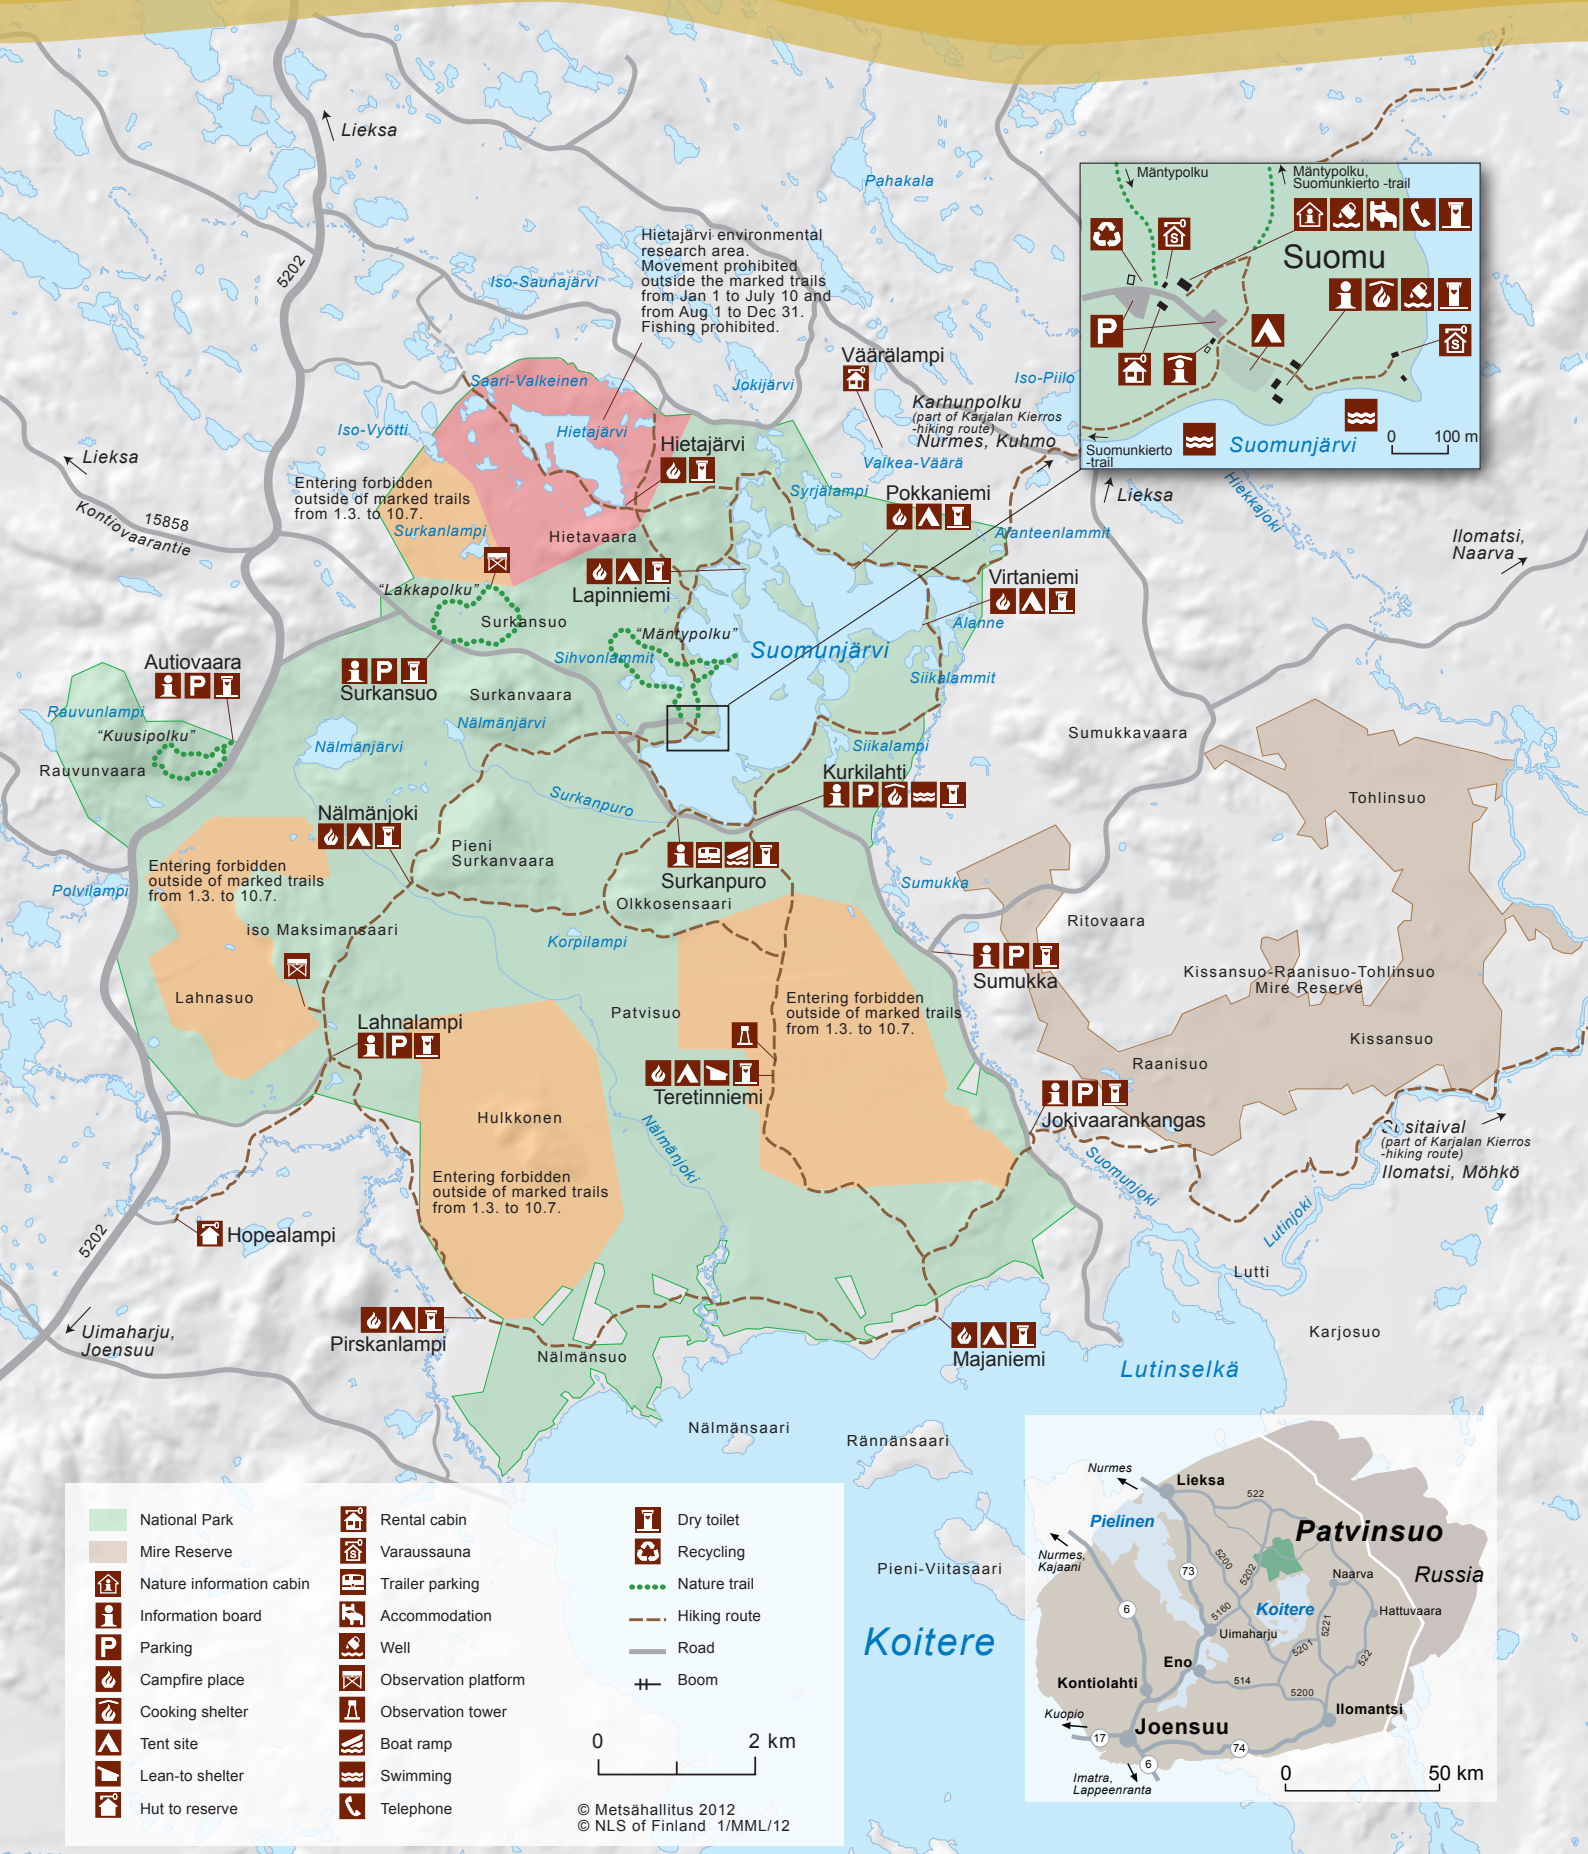 Lieksa
5202
Pahakala
Hietajärvi environmental
research area.
Movement prohibited
outside the marked trails
from Jan 1 to July 10 and
from Aug 1 to Dec 31.
Fishing prohibited.
Iso-Saunajärvi
Mäntypolku
Mäntypolku,
Suomunkierto -trail
S
Suomu
P
S
Suomunjärvi
0 100 m
Suomunkierto
-trail
Väärälampi
Iso-Piilo
Jokijärvi
Saari-Valkeinen
Karhunpolku
(part of Karjalan Kierros
-hiking route)
Nurmes, Kuhmo
Iso-Vyötti
Hietajärvi
Hietajärvi
Lieksa
Valkea-Väärä
Entering forbidden
outside of marked trails
from 1.3. to 10.7.
Syrjälampi
Pokkaniemi
Lieksa
Hiekkajoki
15858
Kontiovaarantie
Surkanlampi
Hietavaara
Alanteenlammit
Ilomatsi,
Naarva
"Lakkapolku"
Lapinniemi
Virtaniemi
Surkansuo
"Mäntypolku"
Alanne
Suomunjärvi
Autiovaara
P
P
Surkansuo
Sihvonlammit
Siikalammit
Surkanvaara
Rauvunlampi
"Kuusipolku"
Rauvunvaara
Nälmänjärvi
Nälmänjärvi
Siikalampi
Sumukkavaara
Kurkilahti
P
Tohlinsuo
Surkanpuro
Nälmänjoki
Pieni
Surkanvaara
Surkanpuro
Entering forbidden
outside of marked trails
from 1.3. to 10.7.
Polvilampi
Sumukka
Olkkosensaari
Ritovaara
iso Maksimansaari
Korpilampi
P
Sumukka
Kissansuo-Raanisuo-Tohlinsuo
Mire Reserve
Lahnasuo
Patvisuo
Entering forbidden
outside of marked trails
from 1.3. to 10.7.
Lahnalampi
P
Kissansuo
Raanisuo
Teretinniemi
P
Jokivaarankangas
Hulkkonen
Nälmänjoki
Susitaival
(part of Karjalan Kierros
-hiking route)
Ilomatsi, Möhkö
Suomunjoki
Entering forbidden
outside of marked trails
from 1.3. to 10.7.
Lutinjoki
Hopealampi
5202
Lutti
Uimaharju,
Joensuu
Pirskanlampi
Nälmänsuo
Majaniemi
Karjosuo
Lutinselkä
Nälmänsaari
Rännänsaari
Pieni-Viitasaari
Koitere
National Park
Mire Reserve
Nature information cabin
Information board
P Parking
Campfire place
Cooking shelter
Tent site
Lean-to shelter
Hut to reserve
Rental cabin
S Varaussauna
Trailer parking
Accommodation
Well
Observation platform
Observation tower
Boat ramp
Swimming
Telephone
Dry toilet
Recycling
Nature trail
Hiking route
Road
Boom
0 2 km
© Metsähallitus 2012
© NLS of Finland 1/MML/12
Nurmes
Lieksa
522
Pielinen
Patvinsuo
Nurmes,
Kajaani
5200
5202
73
Naarva
Russia
6
5160
Koitere
Hattuvaara
Uimaharju
5221
5201
522
Eno
Kontiolahti
514
5200
Kuopio
Ilomantsi
Joensuu
17
74
6
Imatra,
Lappeenranta
0 50 km